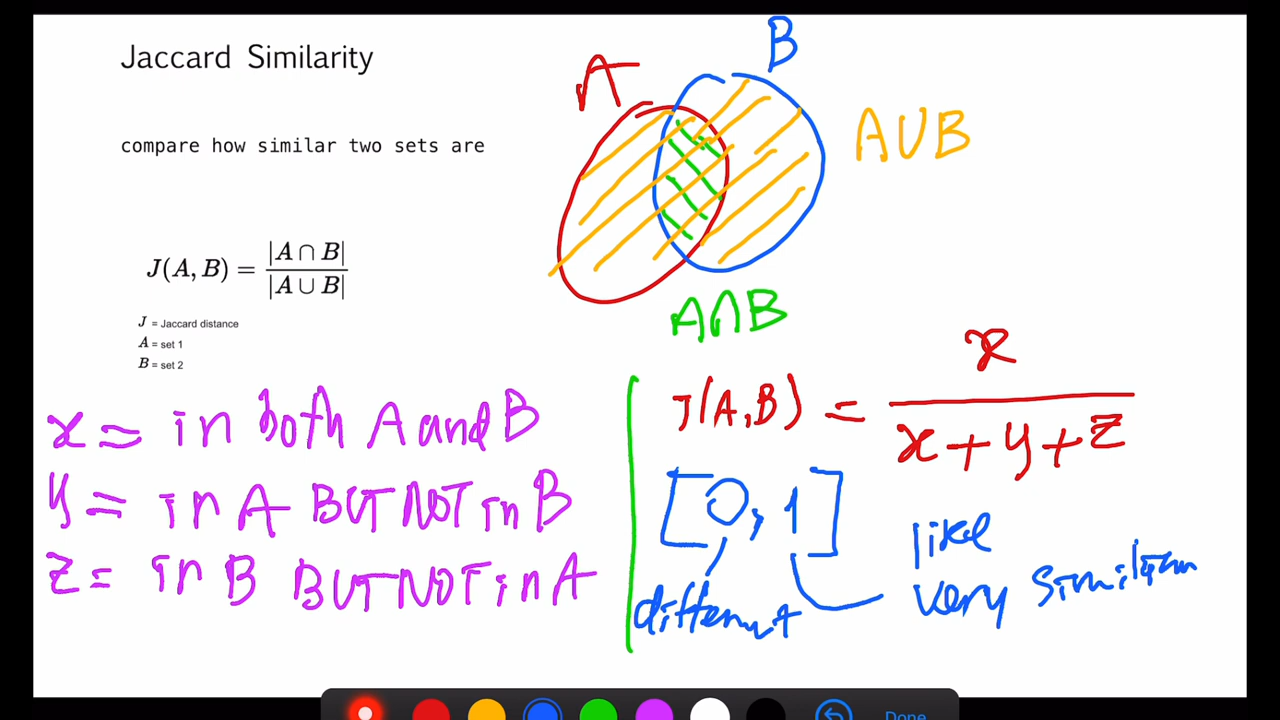 Jaccard Similarity
compare how similar two sets are
J(A, B) = |A ∩ B| / |A ∪ B|
J = Jaccard distance
A = set 1
B = set 2
A
B
A∪B
A∩B
x = in both A and B
y = in A BUT NOT in B
z = in B BUT NOT in A
J(A,B) = x / x+y+z
[0, 1]
different
like
very similar
Done